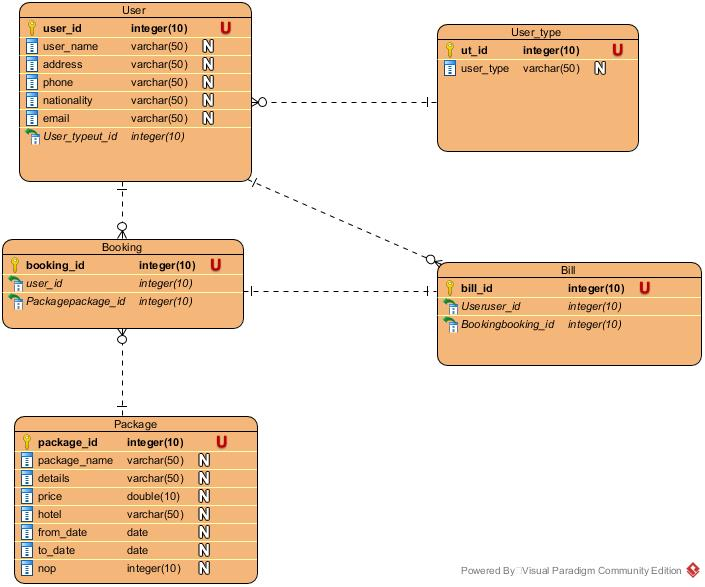 User
user_id integer(10) U
user_name varchar(50) N
address varchar(50) N
phone varchar(50) N
nationality varchar(50) N
email varchar(50) N
User_typeut_id integer(10)
User_type
ut_id integer(10) U
user_type varchar(50) N
Booking
booking_id integer(10) U
user_id integer(10)
Packagepackage_id integer(10)
Bill
bill_id integer(10) U
Useruser_id integer(10)
Bookingbooking_id integer(10)
Package
package_id integer(10) U
package_name varchar(50) N
details varchar(50) N
price double(10) N
hotel varchar(50) N
from_date date N
to_date date N
nop integer(10) N
Powered By Visual Paradigm Community Edition